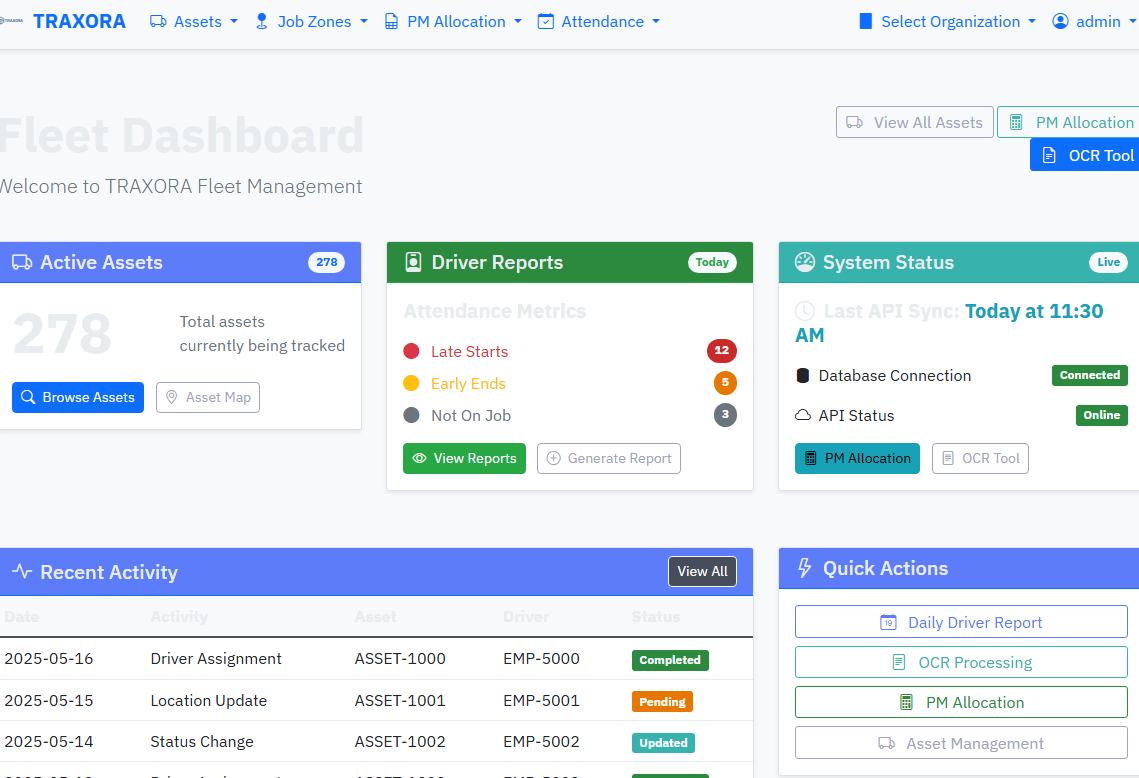 TRAXORA Assets Job Zones PM Allocation Attendance Select Organization admin
Fleet Dashboard
View All Assets PM Allocation
OCR Tool
Welcome to TRAXORA Fleet Management
Active Assets 278
278
Total assets
currently being tracked
Browse Assets Asset Map
Driver Reports Today
Attendance Metrics
Late Starts 12
Early Ends 5
Not On Job 3
View Reports Generate Report
System Status Live
Last API Sync: Today at 11:30
AM
Database Connection Connected
API Status Online
PM Allocation OCR Tool
Recent Activity View All
Date Activity Asset Driver Status
2025-05-16 Driver Assignment ASSET-1000 EMP-5000 Completed
2025-05-15 Location Update ASSET-1001 EMP-5001 Pending
2025-05-14 Status Change ASSET-1002 EMP-5002 Updated
Quick Actions
19 Daily Driver Report
OCR Processing
PM Allocation
Asset Management